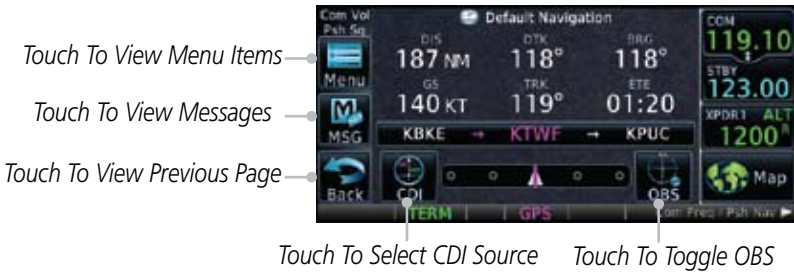 Com Vol
Psh Sq
Default Navigation
COM
119.10
STBY
123.00
XPDR1 ALT
1200 R
Map
DIS
187 NM
DTK
118°
BRG
118°
GS
140 KT
TRK
119°
ETE
01:20
KBKE → KTWF → KPUC
Menu
MSG
Back
CDI
OBS
TERM
GPS
Com Freq / Psh Nav
Touch To View Menu Items
Touch To View Messages
Touch To View Previous Page
Touch To Select CDI Source
Touch To Toggle OBS